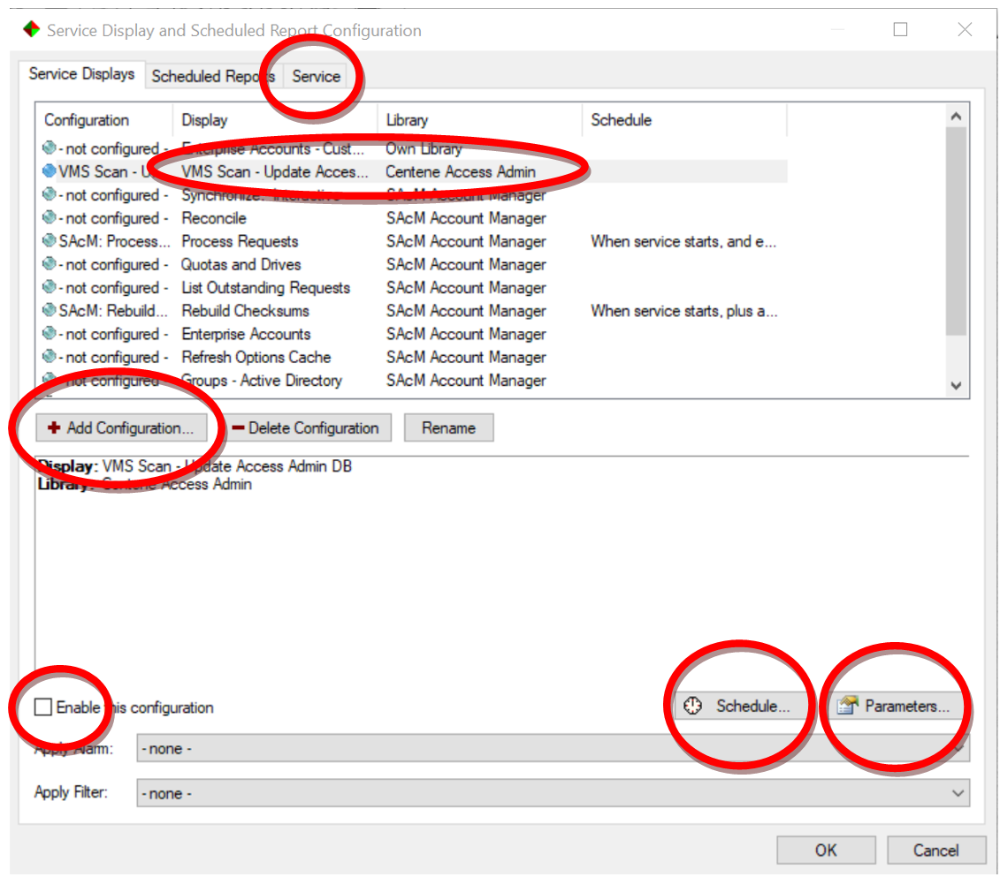 Service Display and Scheduled Report Configuration
Service Displays Scheduled Reports Service
Configuration Display Library Schedule
- not configured - Enterprise Accounts - Cust... Own Library
VMS Scan - U... VMS Scan - Update Acces... Centene Access Admin
- not configured - Synchronize: Interactive SAcM Account Manager
- not configured - Reconcile SAcM Account Manager
SAcM: Process... Process Requests SAcM Account Manager When service starts, and e...
- not configured - Quotas and Drives SAcM Account Manager
- not configured - List Outstanding Requests SAcM Account Manager
SAcM: Rebuild... Rebuild Checksums SAcM Account Manager When service starts, plus a...
- not configured - Enterprise Accounts SAcM Account Manager
- not configured - Refresh Options Cache SAcM Account Manager
- not configured - Groups - Active Directory SAcM Account Manager
Add Configuration... Delete Configuration Rename
Display: VMS Scan - Update Access Admin DB
Library: Centene Access Admin
Enable this configuration Schedule... Parameters...
Apply Alarm: - none -
Apply Filter: - none -
OK Cancel